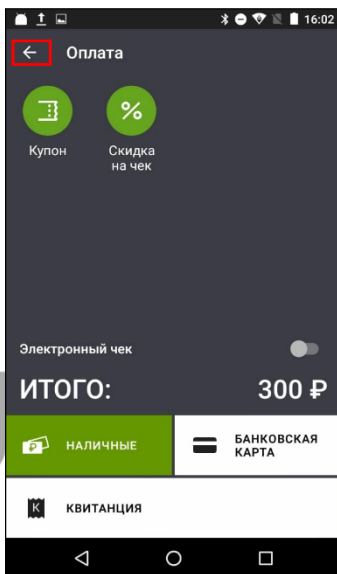 16:02
Оплата
%
Купон
Скидка
на чек
Электронный чек
ИТОГО:
300 ₽
₽
НАЛИЧНЫЕ
БАНКОВСКАЯ
КАРТА
К
КВИТАНЦИЯ